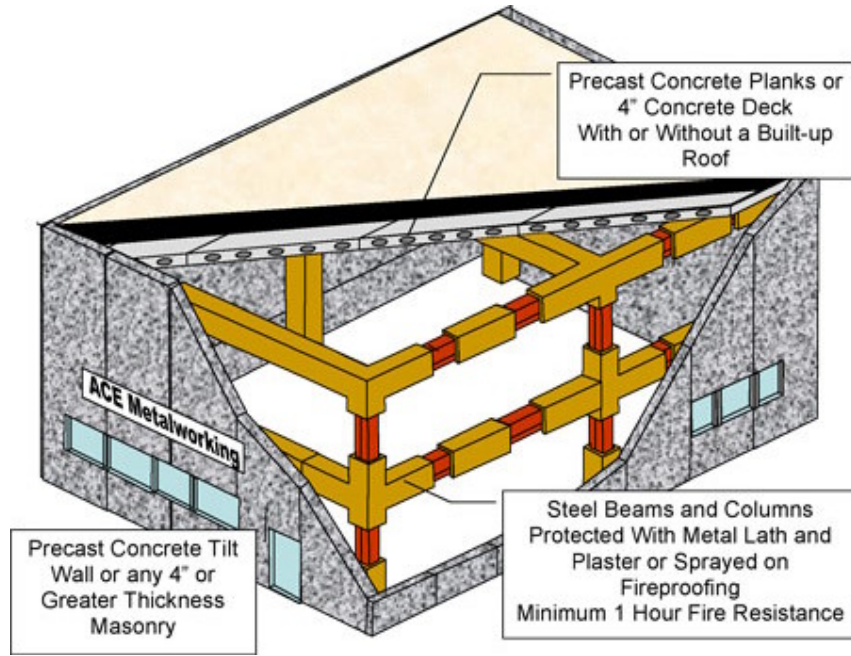 Precast Concrete Planks or
4" Concrete Deck
With or Without a Built-up
Roof
ACE Metalworking
Precast Concrete Tilt
Wall or any 4" or
Greater Thickness
Masonry
Steel Beams and Columns
Protected With Metal Lath and
Plaster or Sprayed on
Fireproofing
Minimum 1 Hour Fire Resistance